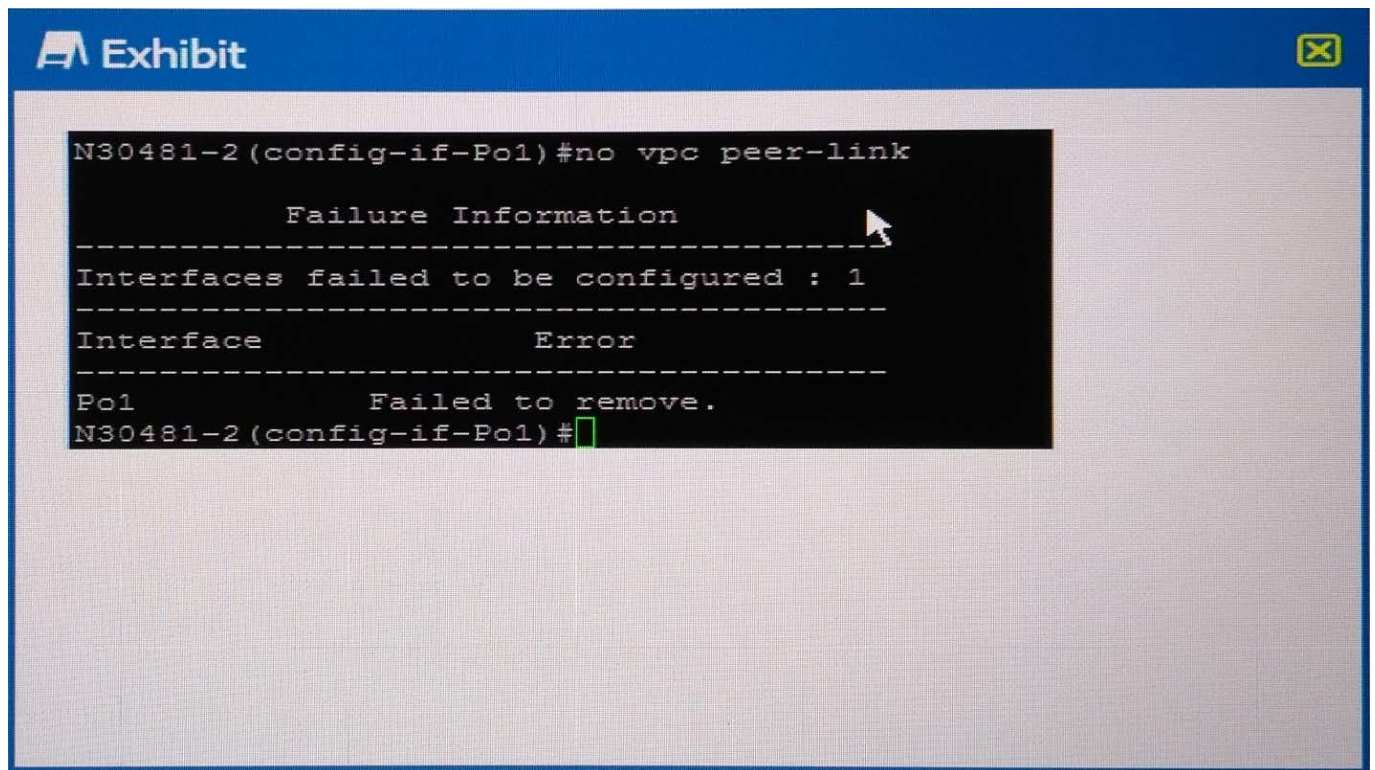 Exhibit
N30481-2(config-if-Po1)#no vpc peer-link
Failure Information
-----------------------------------------
Interfaces failed to be configured : 1
-----------------------------------------
Interface Error
-----------------------------------------
Po1 Failed to remove.
N30481-2(config-if-Po1)#